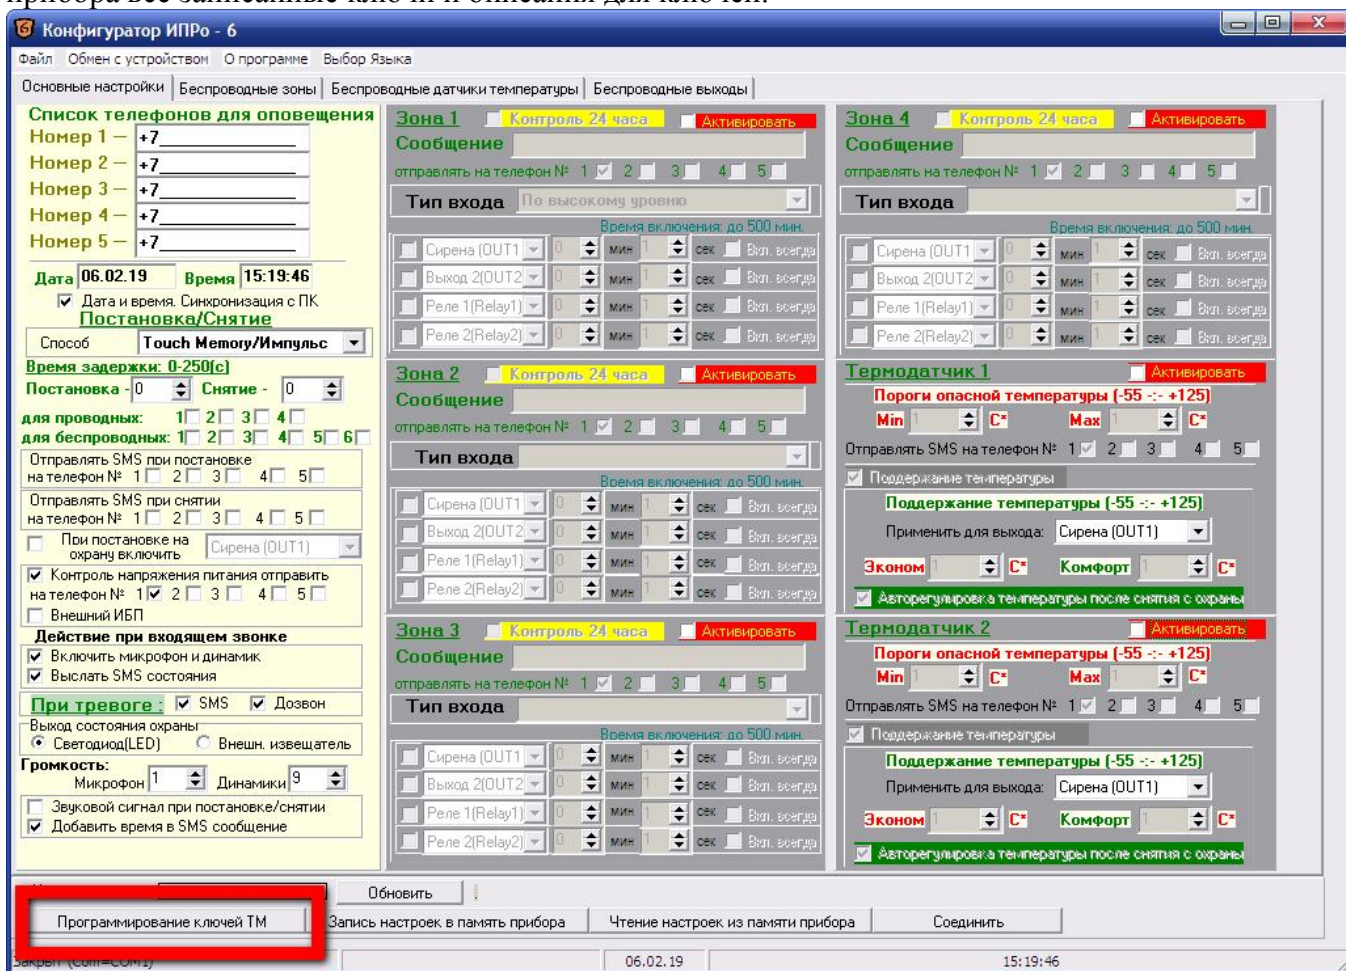 прибора все записанные ключи и описания для ключей.
Конфигуратор ИПРо - 6
Файл Обмен с устройством О программе Выбор Языка
Основные настройки Беспроводные зоны Беспроводные датчики температуры Беспроводные выходы
Список телефонов для оповещения
Номер 1 — +7
Номер 2 — +7
Номер 3 — +7
Номер 4 — +7
Номер 5 — +7
Дата 06.02.19 Время 15:19:46
Дата и время. Синхронизация с ПК
Постановка/Снятие
Способ Touch Memory/Импульс
Время задержки: 0-250(с)
Постановка - 0 Снятие - 0
для проводных: 1 2 3 4
для беспроводных: 1 2 3 4 5 6
Отправлять SMS при постановке
на телефон № 1 2 3 4 5
Отправлять SMS при снятии
на телефон № 1 2 3 4 5
При постановке на
охрану включить Сирена (OUT1)
Контроль напряжения питания отправить
на телефон № 1 2 3 4 5
Внешний ИБП
Действие при входящем звонке
Включить микрофон и динамик
Выслать SMS состояния
При тревоге : SMS Дозвон
Выход состояния охраны
Светодиод(LED) Внешн. извещатель
Громкость:
Микрофон 1 Динамики 9
Звуковой сигнал при постановке/снятии
Добавить время в SMS сообщение
Зона 1 Контроль 24 часа Активировать
Сообщение
отправлять на телефон № 1 2 3 4 5
Тип входа По высокому уровню
Время включения: до 500 мин.
Сирена (OUT1 0 мин 1 сек Вкл. всегда
Выход 2(OUT2 0 мин 1 сек Вкл. всегда
Реле 1(Relay1) 0 мин 1 сек Вкл. всегда
Реле 2(Relay2) 0 мин 1 сек Вкл. всегда
Зона 2 Контроль 24 часа Активировать
Сообщение
отправлять на телефон № 1 2 3 4 5
Тип входа
Время включения: до 500 мин.
Сирена (OUT1 0 мин 1 сек Вкл. всегда
Выход 2(OUT2 0 мин 1 сек Вкл. всегда
Реле 1(Relay1) 0 мин 1 сек Вкл. всегда
Реле 2(Relay2) 0 мин 1 сек Вкл. всегда
Зона 3 Контроль 24 часа Активировать
Сообщение
отправлять на телефон № 1 2 3 4 5
Тип входа
Время включения: до 500 мин.
Сирена (OUT1 0 мин 1 сек Вкл. всегда
Выход 2(OUT2 0 мин 1 сек Вкл. всегда
Реле 1(Relay1) 0 мин 1 сек Вкл. всегда
Реле 2(Relay2) 0 мин 1 сек Вкл. всегда
Зона 4 Контроль 24 часа Активировать
Сообщение
отправлять на телефон № 1 2 3 4 5
Тип входа
Время включения: до 500 мин.
Сирена (OUT1 0 мин 1 сек Вкл. всегда
Выход 2(OUT2 0 мин 1 сек Вкл. всегда
Реле 1(Relay1) 0 мин 1 сек Вкл. всегда
Реле 2(Relay2) 0 мин 1 сек Вкл. всегда
Термодатчик 1 Активировать
Пороги опасной температуры (-55 -:- +125)
Min 1 C* Max 1 C*
Отправлять SMS на телефон № 1 2 3 4 5
Поддержание температуры
Поддержание температуры (-55 -:- +125)
Применить для выхода: Сирена (OUT1)
Эконом 1 C* Комфорт 1 C*
Авторегулировка температуры после снятия с охраны
Термодатчик 2 Активировать
Пороги опасной температуры (-55 -:- +125)
Min 1 C* Max 1 C*
Отправлять SMS на телефон № 1 2 3 4 5
Поддержание температуры
Поддержание температуры (-55 -:- +125)
Применить для выхода: Сирена (OUT1)
Эконом 1 C* Комфорт 1 C*
Авторегулировка температуры после снятия с охраны
Обновить
Программирование ключей ТМ Запись настроек в память прибора Чтение настроек из памяти прибора Соединить
Закрыт (Com=COM1) 06.02.19 15:19:46